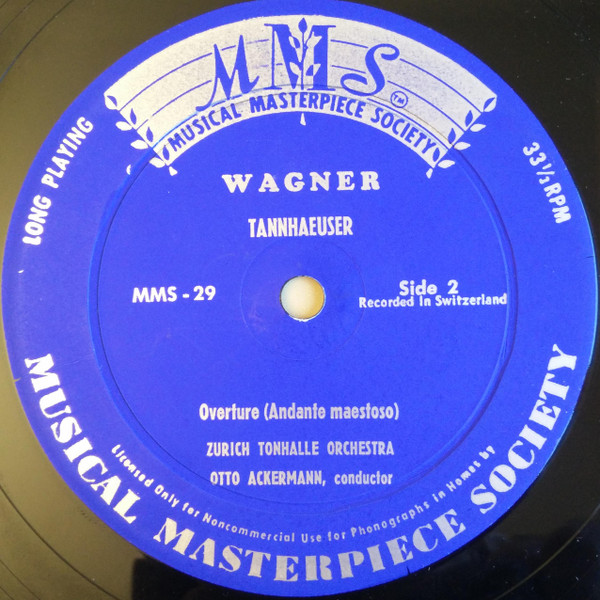 MMS TM
MUSICAL MASTERPIECE SOCIETY
LONG PLAYING
33 1/3 RPM
WAGNER
TANNHAEUSER
MMS - 29
Side 2
Recorded In Switzerland
Overture (Andante maestoso)
ZURICH TONHALLE ORCHESTRA
OTTO ACKERMANN, conductor
Licensed Only for Noncommercial Use for Phonographs in Homes by
MUSICAL MASTERPIECE SOCIETY